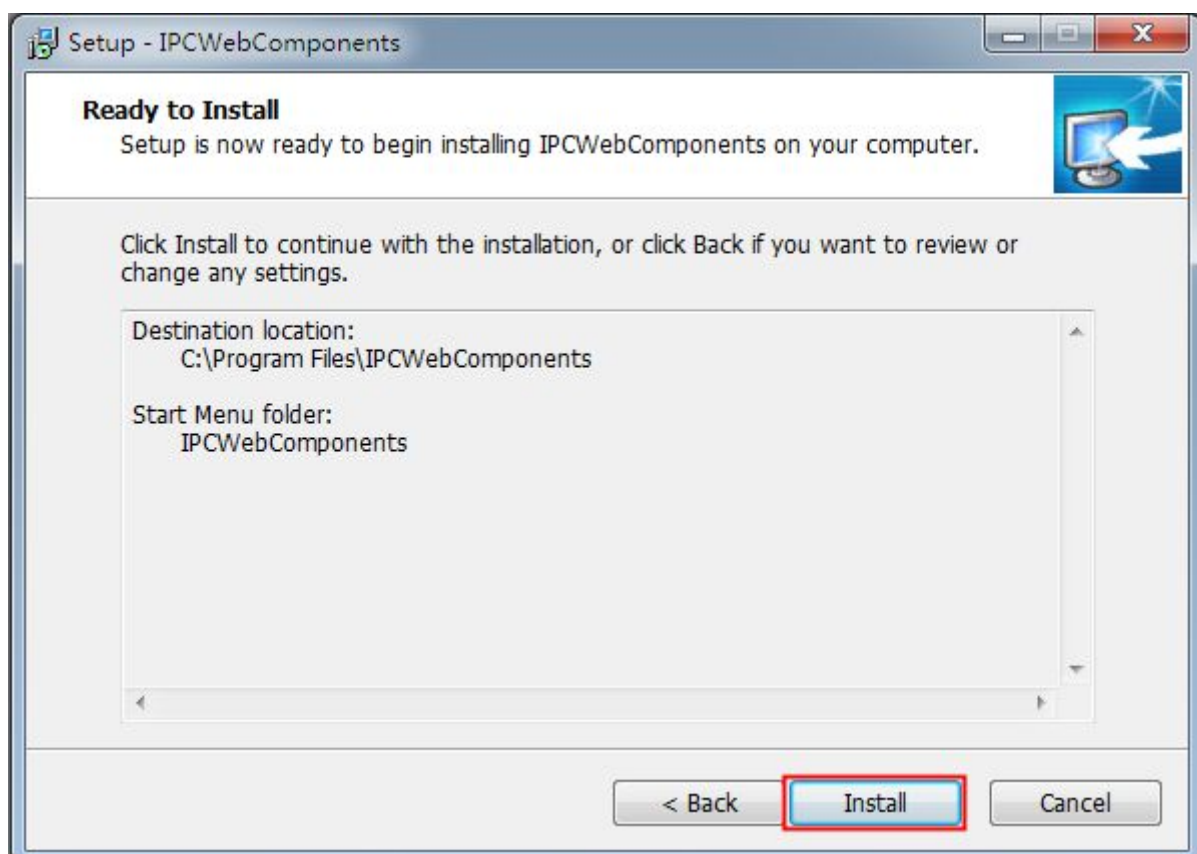 Setup - IPCWebComponents
Ready to Install
Setup is now ready to begin installing IPCWebComponents on your computer.
Click Install to continue with the installation, or click Back if you want to review or
change any settings.
Destination location:
C:\Program Files\IPCWebComponents
Start Menu folder:
IPCWebComponents
< Back
Install
Cancel